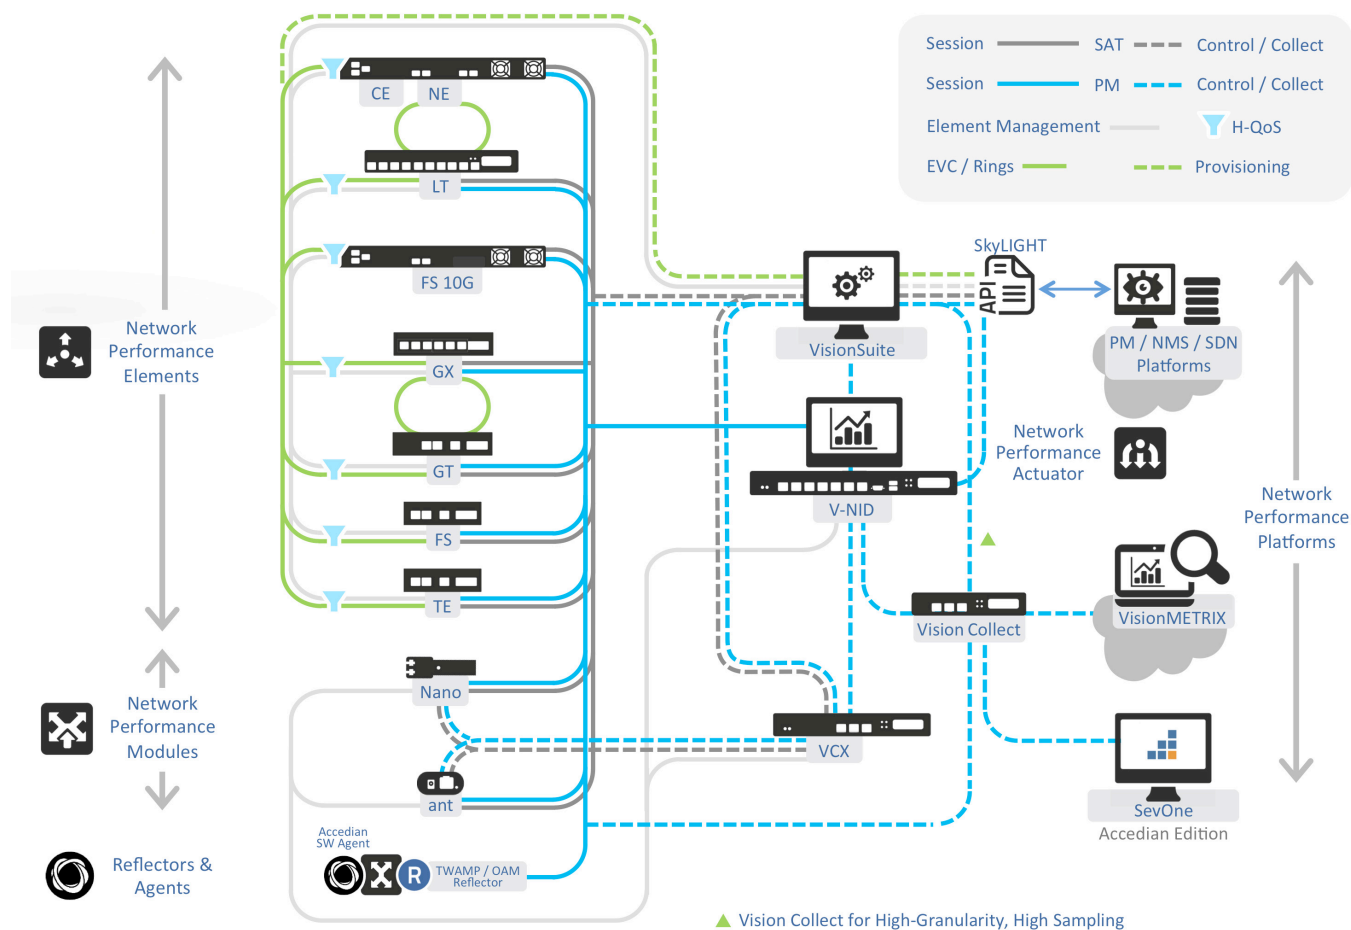 Session SAT Control / Collect
Session PM Control / Collect
Element Management H-QoS
EVC / Rings Provisioning
CE NE
LT
FS 10G
GX
GT
FS
TE
Nano
ant
Accedian
SW Agent
R
TWAMP / OAM
Reflector
Network
Performance
Elements
Network
Performance
Modules
Reflectors &
Agents
SkyLIGHT
API
VisionSuite
PM / NMS / SDN
Platforms
Network
Performance
Actuator
V-NID
Network
Performance
Platforms
Vision Collect
VisionMETRIX
VCX
SevOne
Accedian Edition
Vision Collect for High-Granularity, High Sampling